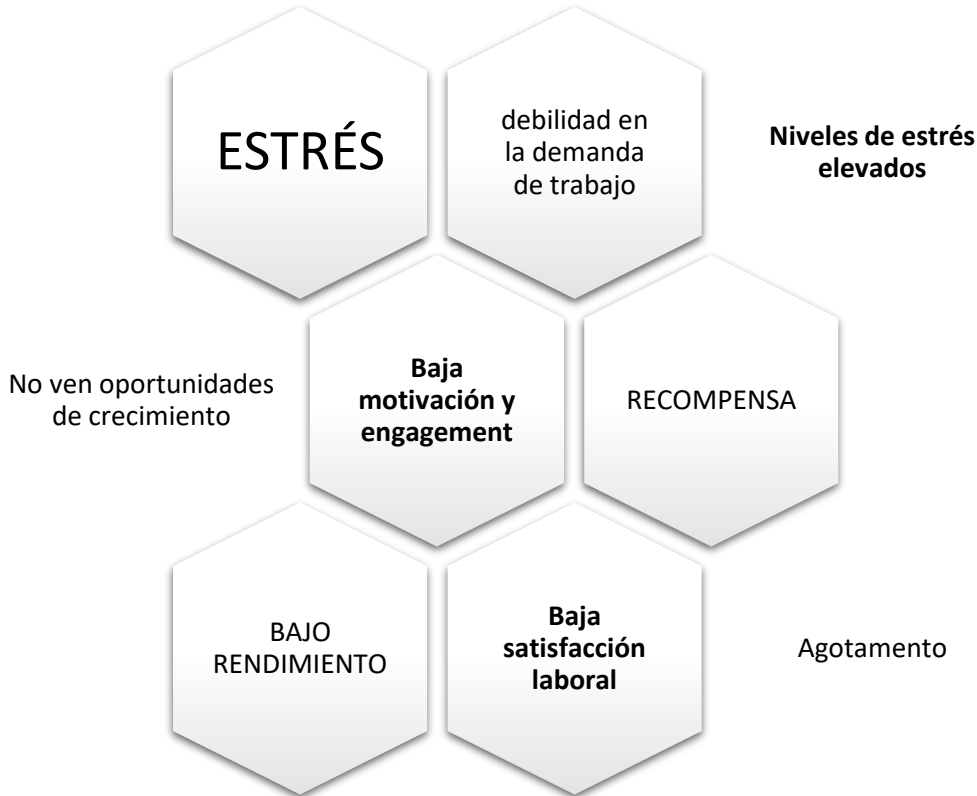 ESTRÉS
debilidad en
la demanda
de trabajo
Niveles de estrés
elevados
No ven oportunidades
de crecimiento
Baja
motivación y
engagement
RECOMPENSA
BAJO
RENDIMIENTO
Baja
satisfacción
laboral
Agotamento